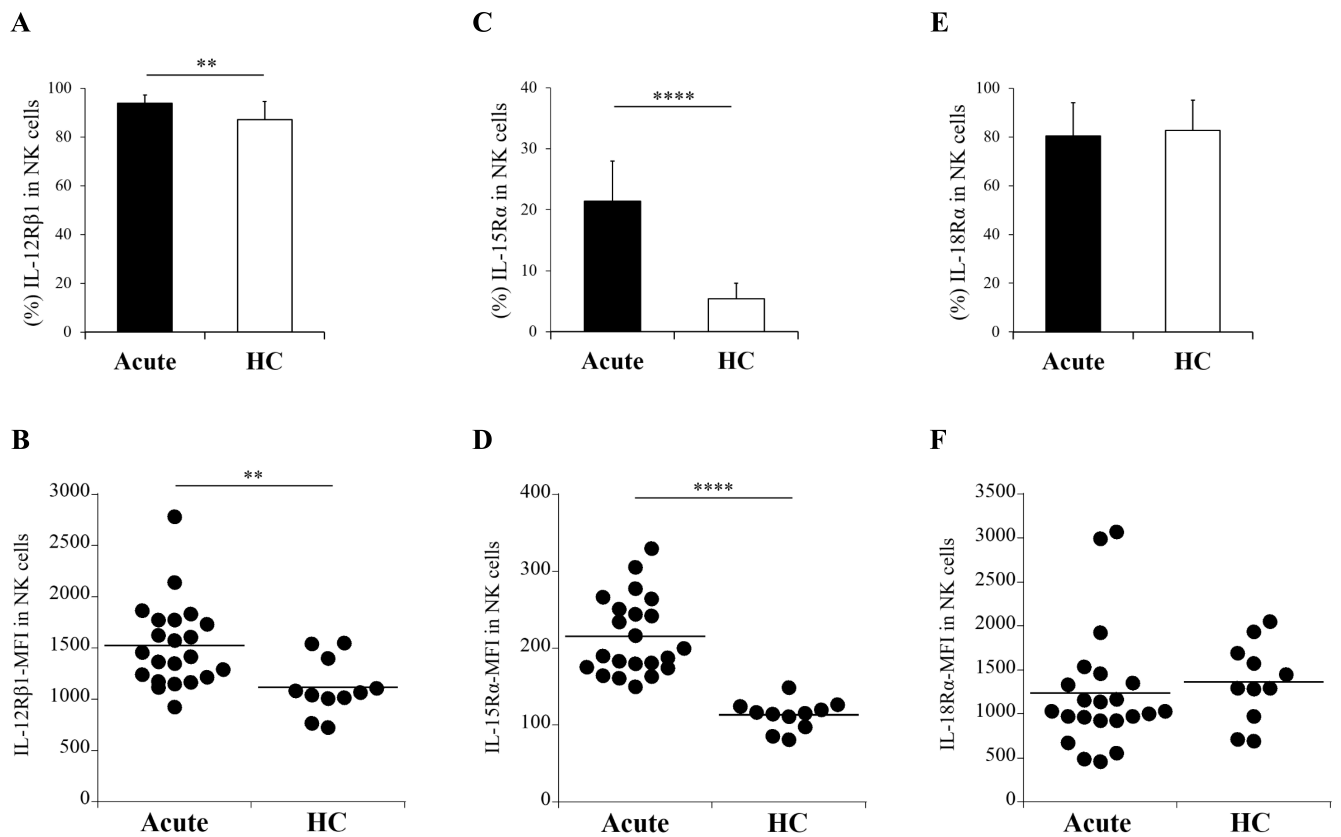 A
(%) IL-12Rβ1 in NK cells
100
80
60
40
20
0
**
Acute HC
C
(%) IL-15Rα in NK cells
40
30
20
10
0
****
Acute HC
E
(%) IL-18Rα in NK cells
100
80
60
40
20
0
Acute HC
B
IL-12Rβ1-MFI in NK cells
3000
2500
2000
1500
1000
500
0
**
Acute HC
D
IL-15Rα-MFI in NK cells
400
300
200
100
0
****
Acute HC
F
IL-18Rα-MFI in NK cells
3500
3000
2500
2000
1500
1000
500
0
Acute HC